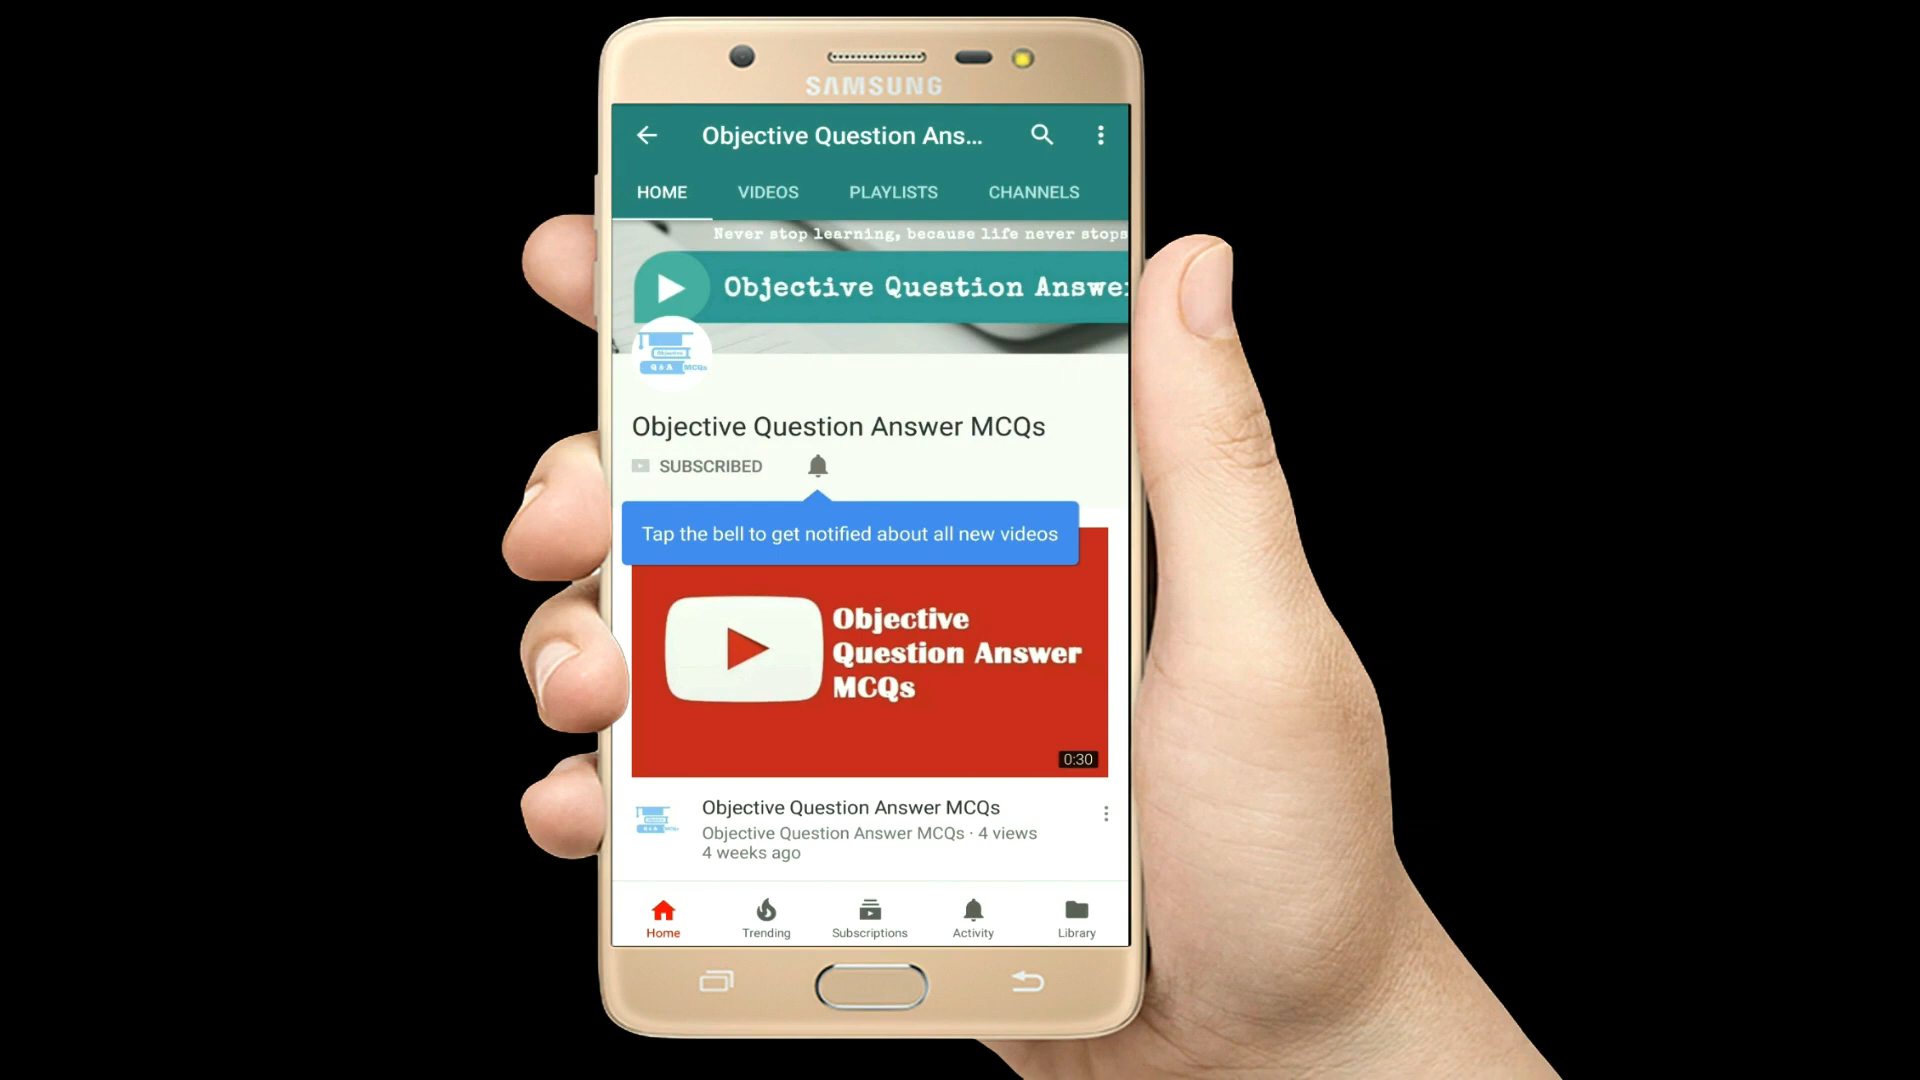 SAMSUNG
Objective Question Ans...
HOME VIDEOS PLAYLISTS CHANNELS
Never stop learning, because life never stops
Objective Question Answe
Objective
Q & A MCQs
Objective Question Answer MCQs
SUBSCRIBED
Tap the bell to get notified about all new videos
Objective
Question Answer
MCQs
0:30
Objective Question Answer MCQs
Objective Question Answer MCQs · 4 views
4 weeks ago
Home Trending Subscriptions Activity Library